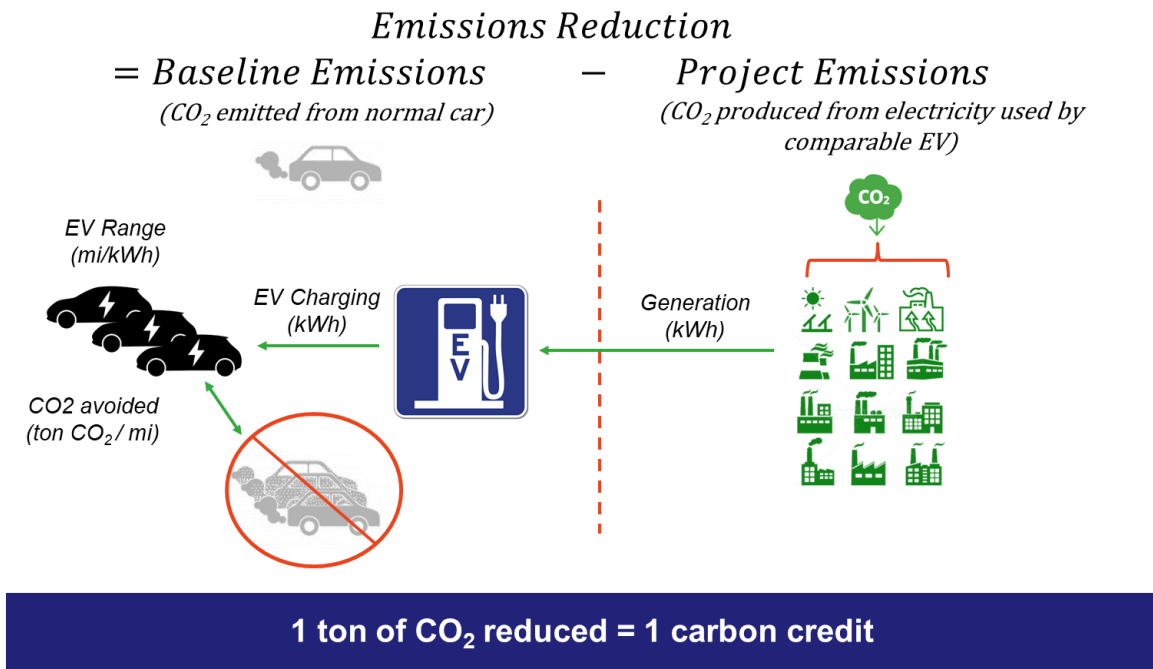 Emissions Reduction
= Baseline Emissions − Project Emissions
(CO₂ emitted from normal car)
(CO₂ produced from electricity used by
comparable EV)
CO₂
EV Range
(mi/kWh)
EV Charging
(kWh)
Generation
(kWh)
E
V
CO2 avoided
(ton CO₂ / mi)
1 ton of CO₂ reduced = 1 carbon credit